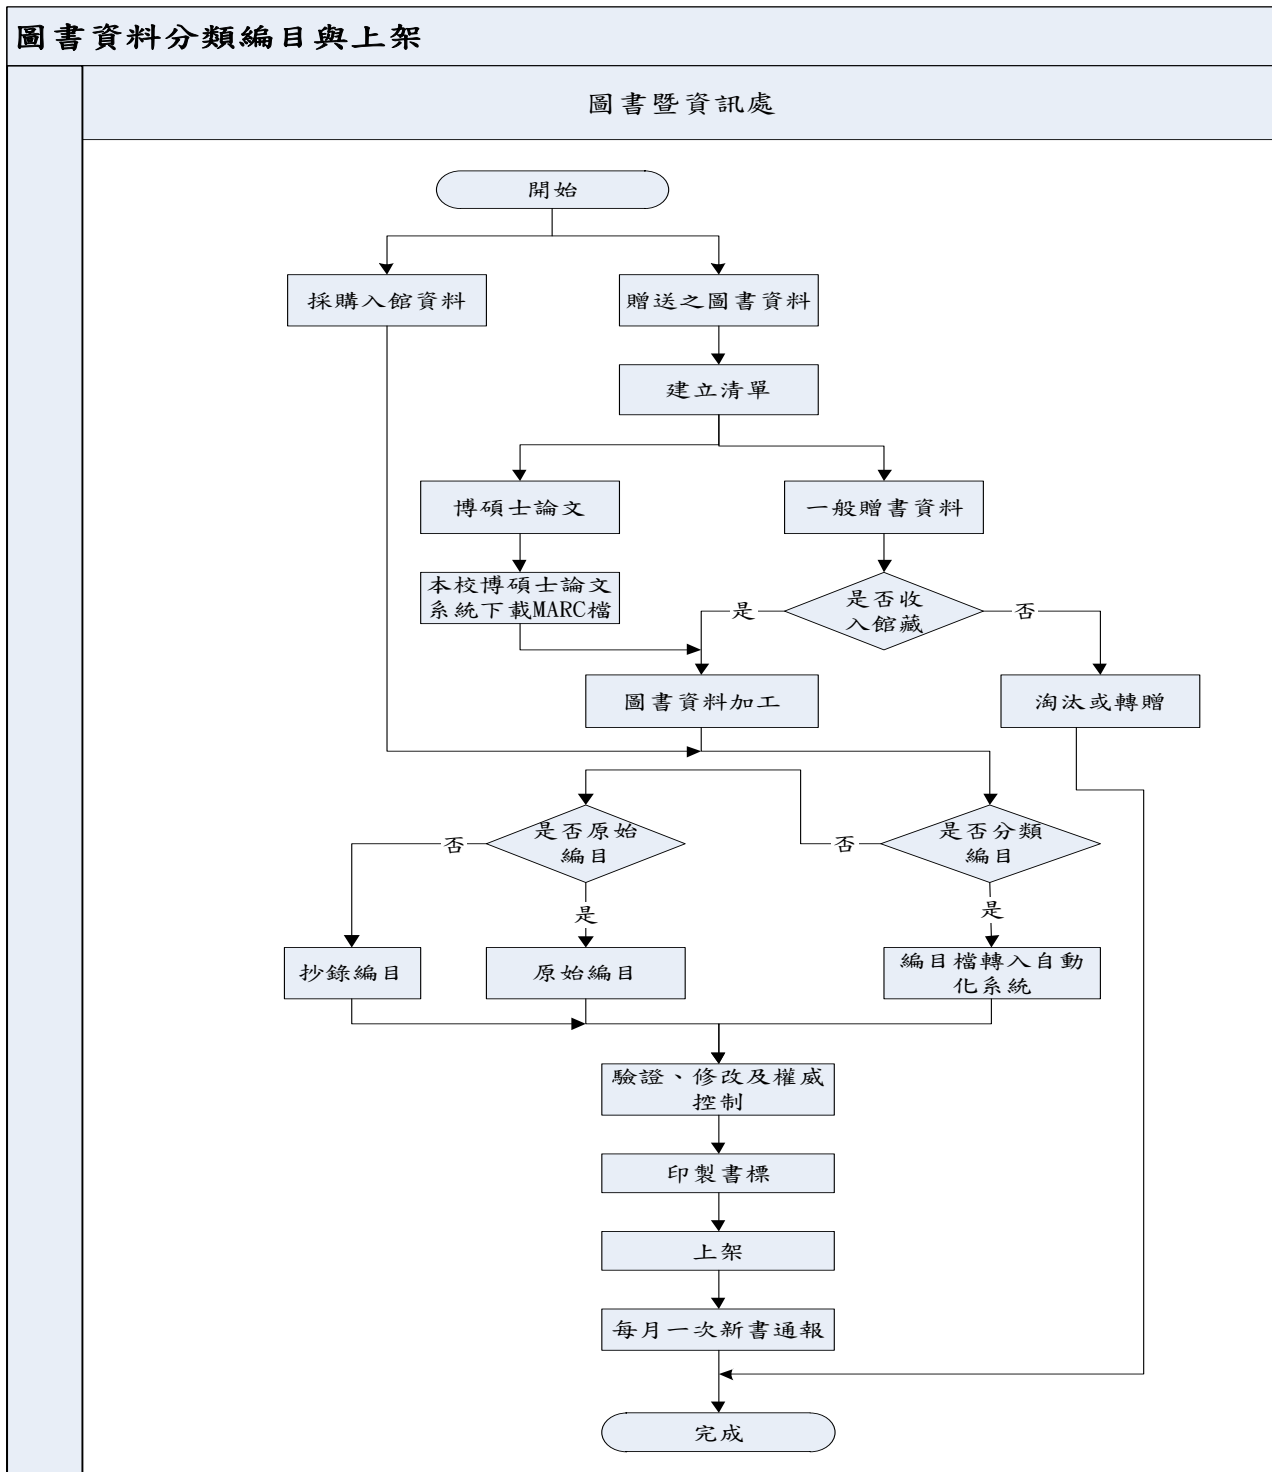 圖書資料分類編目與上架
圖書暨資訊處
開始
採購入館資料
贈送之圖書資料
建立清單
博碩士論文
一般贈書資料
本校博碩士論文
系統下載MARC檔
是否收
入館藏
是
否
圖書資料加工
淘汰或轉贈
是否原始
編目
是否分類
編目
否
否
是
是
抄錄編目
原始編目
編目檔轉入自動
化系統
驗證、修改及權威
控制
印製書標
上架
每月一次新書通報
完成